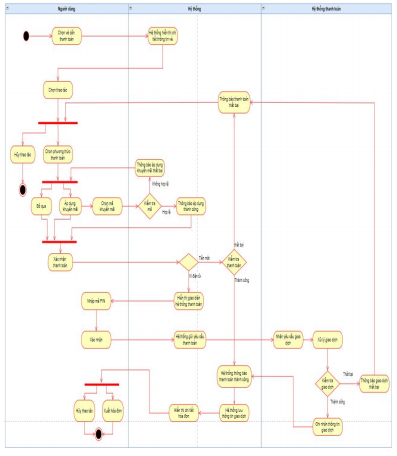 Người dùng
Hệ thống
Hệ thống thanh toán
Chọn vé cần
thanh toán
Hệ thống hiển thị chi
tiết thông tin vé
Chọn thao tác
Thông báo thanh toán
thất bại
Hủy thao tác
Chọn phương thức
thanh toán
Thông báo áp dụng
khuyến mãi thất bại
Không hợp lệ
Bỏ qua
Áp dụng
khuyến mãi
Chọn mã
khuyến mãi
Kiểm tra
mã
Hợp lệ
Thông báo áp dụng
thành công
Xác nhận
thanh toán
Tiền mặt
thất bại
Kiểm tra
thanh toán
Ví điện tử
Thành công
Nhập mã PIN
Hiển thị giao diện
hệ thống thanh toán
Xác nhận
Hệ thống gửi yêu cầu
thanh toán
Nhận yêu cầu giao
dịch
Xử lý giao dịch
Hệ thống thông báo
thanh toán thành công
Kiểm tra
giao dịch
Thất bại
Thông báo giao dịch
thất bại
Thành công
Hủy thao tác
Xuất hóa đơn
Hiển thị chi tiết
hóa đơn
Hệ thống lưu
thông tin giao dịch
Ghi nhận thông tin
giao dịch